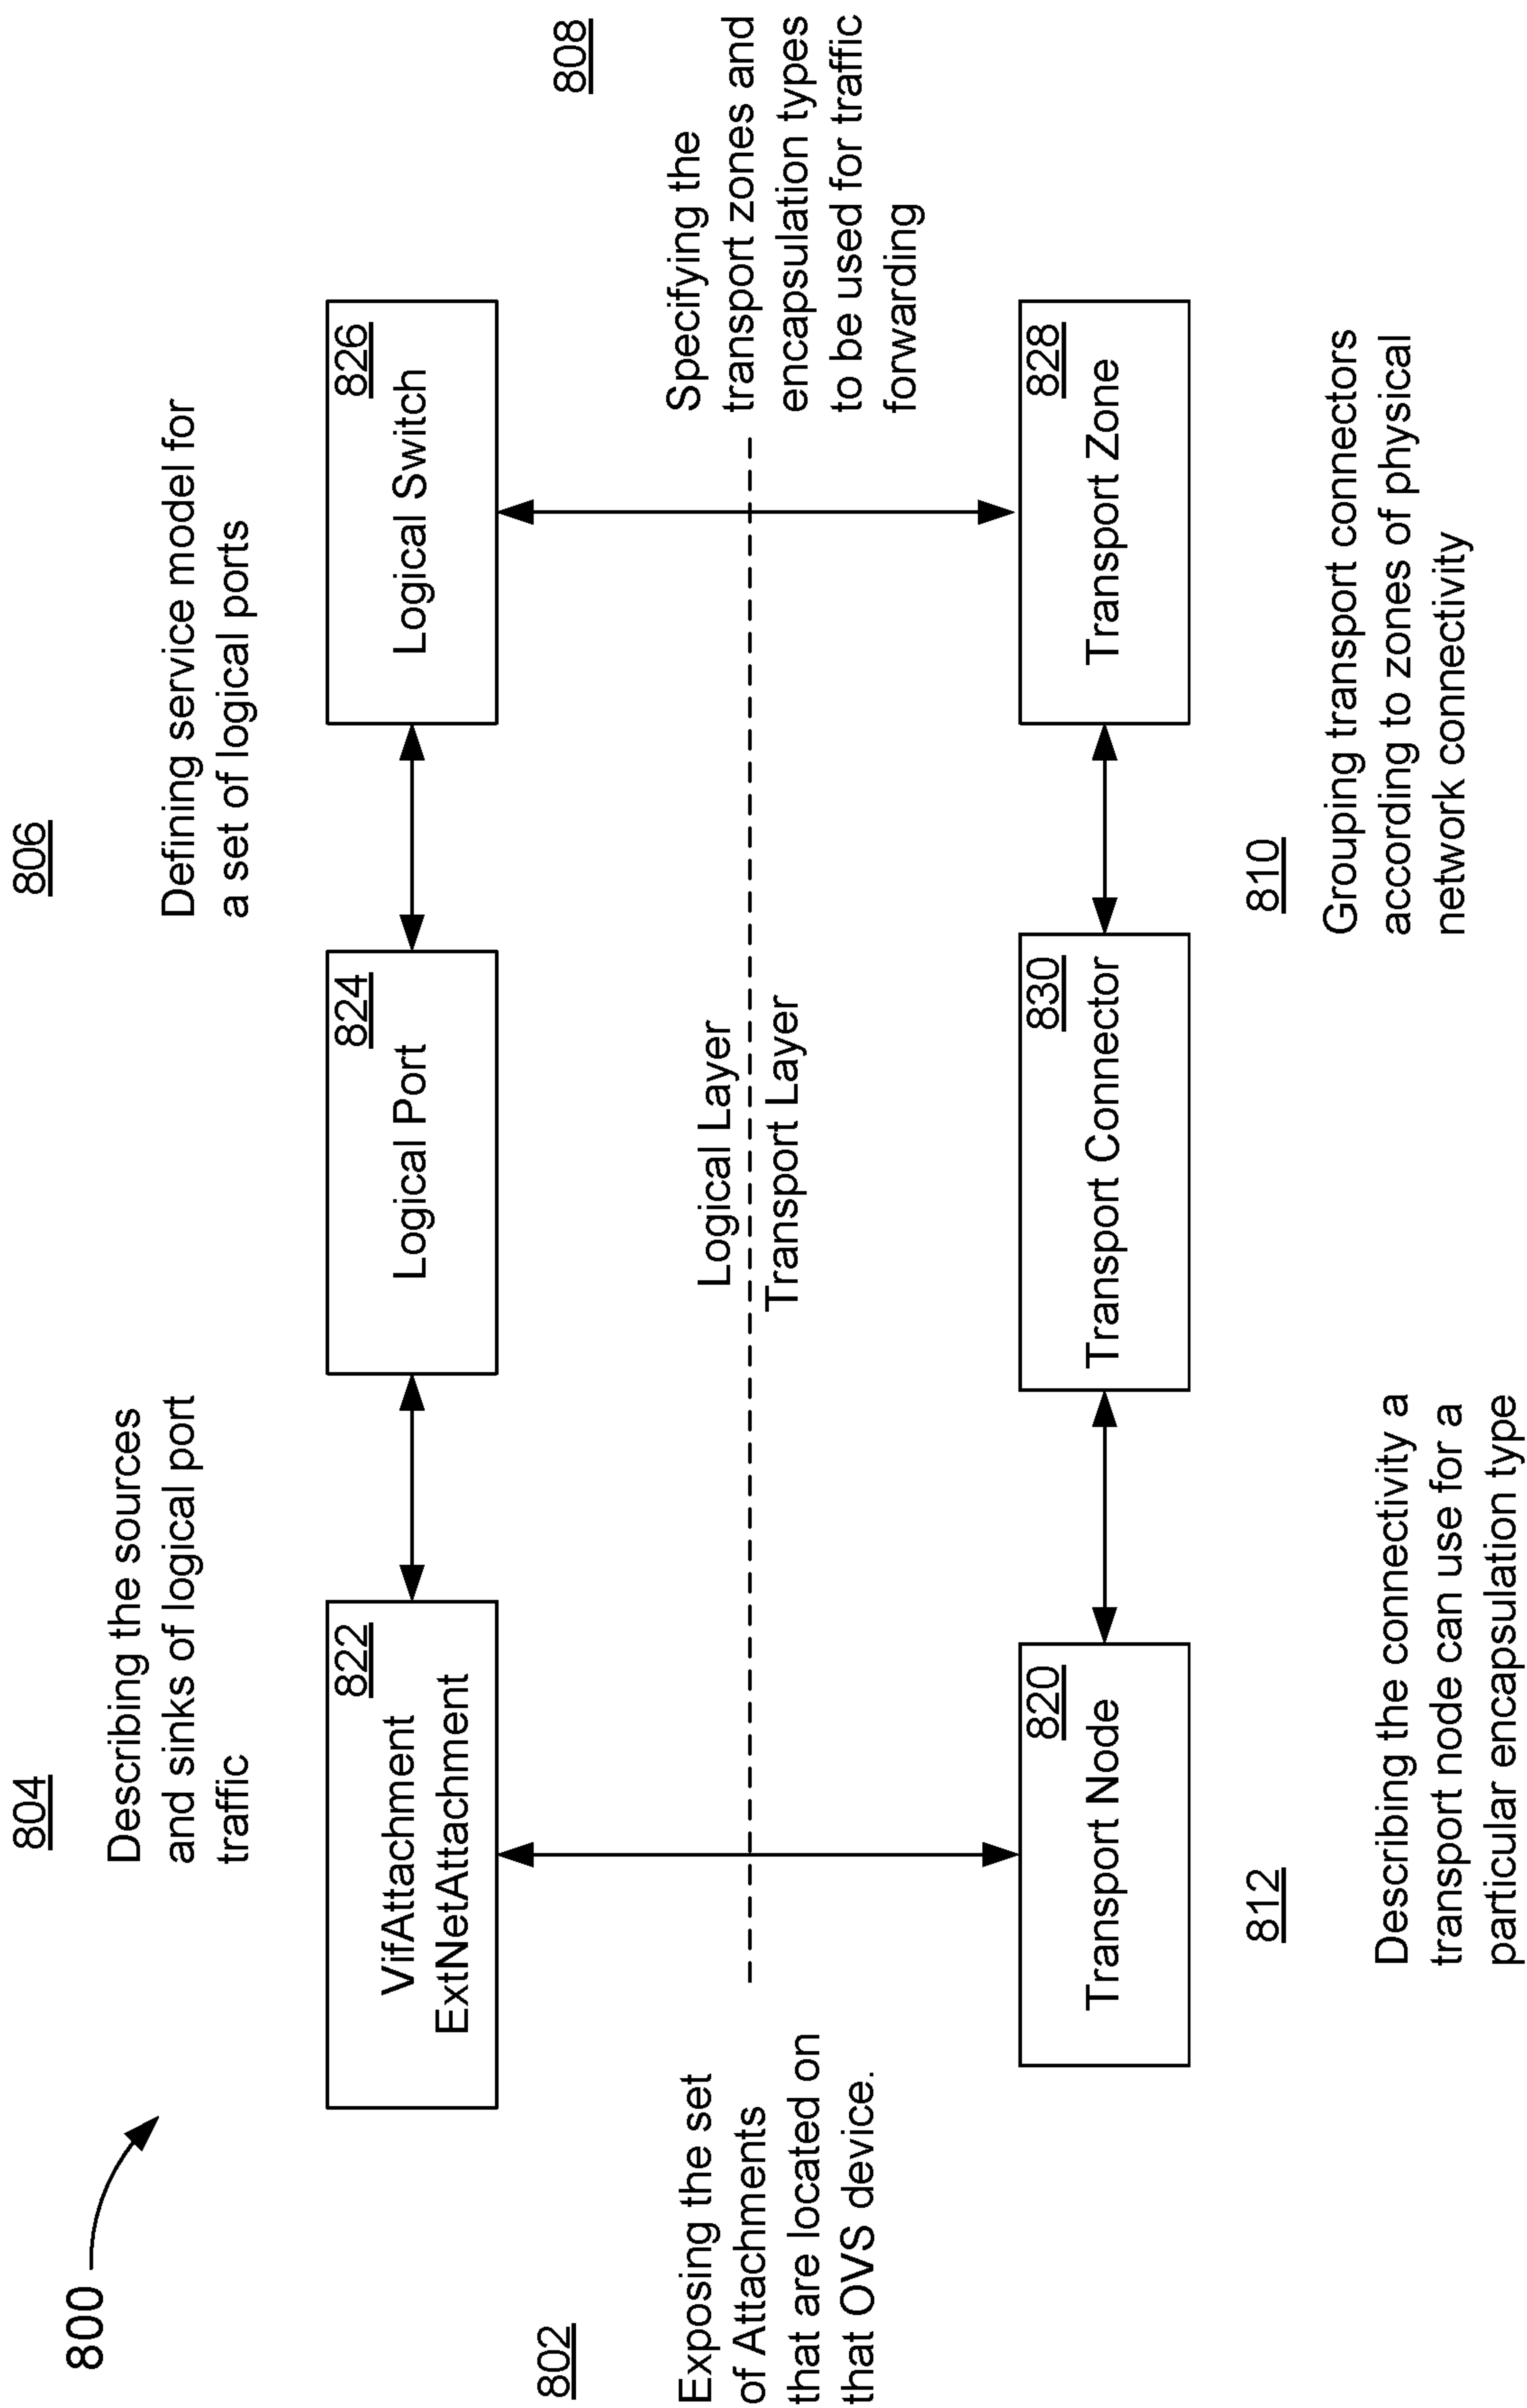 800
804
Describing the sources
and sinks of logical port
traffic
806
Defining service model for
a set of logical ports
822
VifAttachment
ExtNetAttachment
824
Logical Port
826
Logical Switch
802
Exposing the set
of Attachments
that are located on
that OVS device.
Logical Layer
Transport Layer
808
Specifying the
transport zones and
encapsulation types
to be used for traffic
forwarding
820
Transport Node
830
Transport Connector
828
Transport Zone
812
Describing the connectivity a
transport node can use for a
particular encapsulation type
810
Grouping transport connectors
according to zones of physical
network connectivity